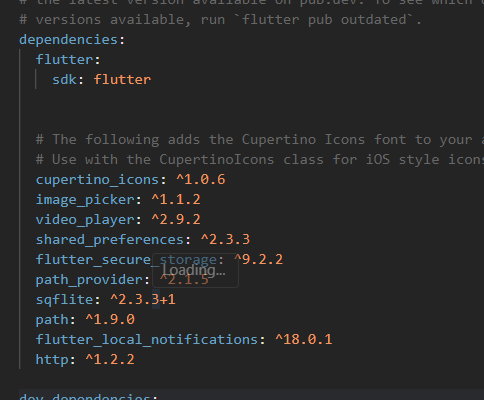 # the latest version available on pub.dev. To see which
# versions available, run `flutter pub outdated`.
dependencies:
flutter:
sdk: flutter
# The following adds the Cupertino Icons font to your
# Use with the CupertinoIcons class for iOS style icons
cupertino_icons: ^1.0.6
image_picker: ^1.1.2
video_player: ^2.9.2
shared_preferences: ^2.3.3
flutter_secure_storage: ^9.2.2
Loading...
path_provider: ^2.1.5
sqflite: ^2.3.3+1
path: ^1.9.0
flutter_local_notifications: ^18.0.1
http: ^1.2.2
dev_dependencies: